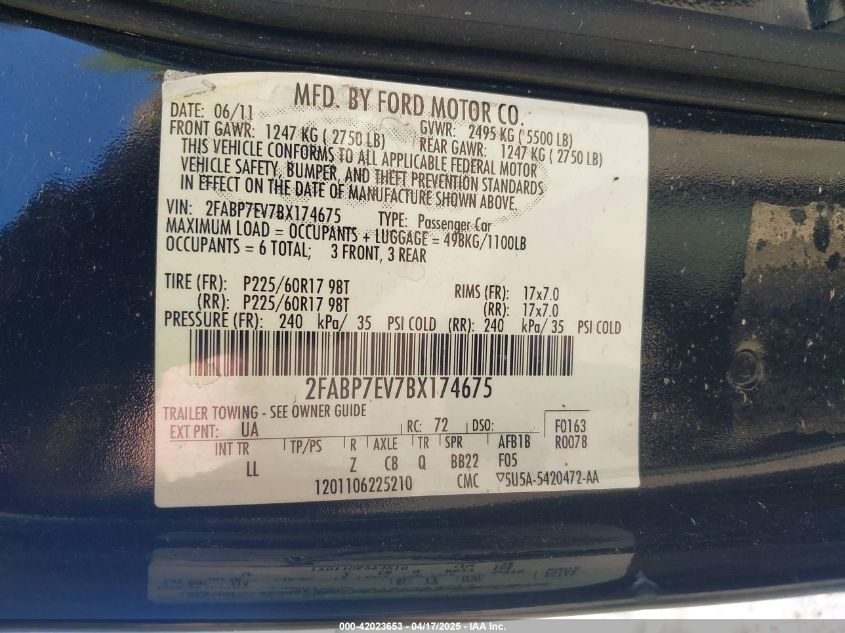 MFD. BY FORD MOTOR CO.
DATE: 06/11 GVWR: 2495 KG ( 5500 LB)
FRONT GAWR: 1247 KG ( 2750 LB) REAR GAWR: 1247 KG ( 2750 LB)
THIS VEHICLE CONFORMS TO ALL APPLICABLE FEDERAL MOTOR
VEHICLE SAFETY, BUMPER, AND THEFT PREVENTION STANDARDS
IN EFFECT ON THE DATE OF MANUFACTURE SHOWN ABOVE.
VIN: 2FABP7EV7BX174675 TYPE: Passenger Car
MAXIMUM LOAD = OCCUPANTS + LUGGAGE = 498KG/1100LB
OCCUPANTS = 6 TOTAL; 3 FRONT, 3 REAR
TIRE (FR): P225/60R17 98T RIMS (FR): 17x7.0
(RR): P225/60R17 98T (RR): 17x7.0
PRESSURE (FR): 240 kPa/ 35 PSI COLD (RR): 240 kPa/ 35 PSI COLD
2FABP7EV7BX174675
TRAILER TOWING - SEE OWNER GUIDE
EXT PNT: UA RC: 72 DSO: F0163
INT TR TP/PS R AXLE TR SPR AFB1B R0078
LL Z C8 Q BB22 F05
1201106225210 CMC ▽5U5A-5420472-AA
000-42023653 - 04/17/2025 - IAA Inc.